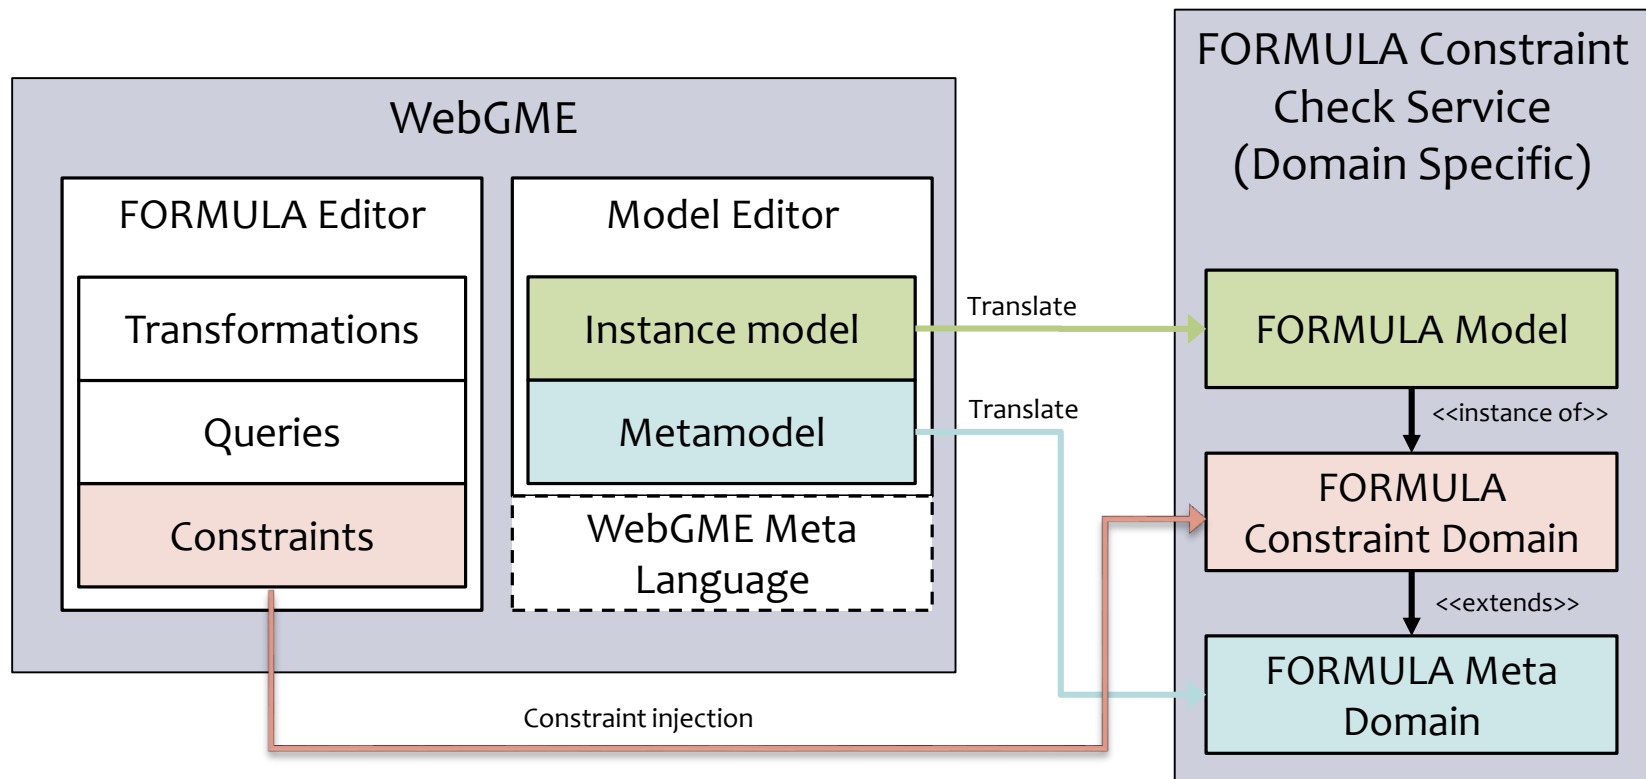 WebGME
FORMULA Editor
Transformations
Queries
Constraints
Model Editor
Instance model
Metamodel
WebGME Meta
Language
Translate
Translate
Constraint injection
FORMULA Constraint
Check Service
(Domain Specific)
FORMULA Model
<<instance of>>
FORMULA
Constraint Domain
<<extends>>
FORMULA Meta
Domain